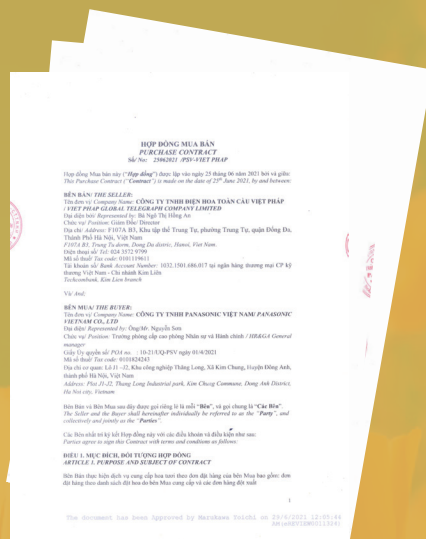 HỢP ĐỒNG MUA BÁN
PURCHASE CONTRACT
Số/ No: 25062021 /PSV-VIET PHAP
Hợp đồng Mua bán này ("Hợp đồng") được lập vào ngày 25 tháng 06 năm 2021 bởi và giữa:
This Purchase Contract ("Contract") is made on the date of 25th June 2021, by and between:
BÊN BÁN/ THE SELLER:
Tên đơn vị/ Company Name: CÔNG TY TNHH ĐIỆN HOA TOÀN CẦU VIỆT PHÁP
/ VIET PHAP GLOBAL TELEGRAPH COMPANY LIMITED
Đại diện bởi/ Represented by: Bà Ngô Thị Hồng An
Chức vụ/ Position: Giám Đốc/ Director
Địa chỉ/ Address: F107A B3, Khu tập thể Trung Tự, phường Trung Tự, quận Đống Đa,
Thành Phố Hà Nội, Việt Nam
F107A B3, Trung Tu dorm, Dong Da distric, Hanoi, Viet Nam.
Điện thoại số/ Tel: 024 3572 9799
Mã số thuế/ Tax code: 0101119611
Tài khoản số/ Bank Account Number: 1032.1501.686.017 tại ngân hàng thương mại CP kỹ
thương Việt Nam - Chi nhánh Kim Liên
Techcombank, Kim Lien branch
Và/ And:
BÊN MUA/ THE BUYER:
Tên đơn vị/ Company Name: CÔNG TY TNHH PANASONIC VIỆT NAM/ PANASONIC
VIETNAM CO., LTD
Đại diện/ Represented by: Ông/Mr. Nguyễn Sơn
Chức vụ/ Position: Trưởng phòng cấp cao phòng Nhân sự và Hành chính / HR&GA General
manager
Giấy Ủy quyền số/ POA no. : 10-21/UQ-PSV ngày 01/4/2021
Mã số thuế/ Tax code: 0101824243
Địa chỉ cơ quan: Lô J1 –J2, Khu công nghiệp Thăng Long, Xã Kim Chung, Huyện Đông Anh,
thành phố Hà Nội, Việt Nam
Address: Plot J1-J2, Thang Long Industrial park, Kim Chung Commune, Dong Anh District,
Ha Noi city, Vietnam
Bên Bán và Bên Mua sau đây được gọi riêng lẻ là mỗi "Bên", và gọi chung là "Các Bên".
The Seller and the Buyer shall hereinafter individually be referred to as the "Party", and
collectively and jointly as the "Parties".
Các Bên nhất trí ký kết Hợp đồng này với các điều khoản và điều kiện như sau:
Parties agree to sign this Contract with terms and conditions as follows:
ĐIỀU 1. MỤC ĐÍCH, ĐỐI TƯỢNG HỢP ĐỒNG
ARTICLE 1. PURPOSE AND SUBJECT OF CONTRACT
Bên Bán thực hiện dịch vụ cung cấp hoa tươi theo đơn đặt hàng của bên Mua bao gồm: đơn
đặt hàng theo danh sách đặt hoa do bên Mua cung cấp và các đơn hàng đột xuất
1
The document has been Approved by Marukawa Yoichi on 29/6/2021 12:05:44